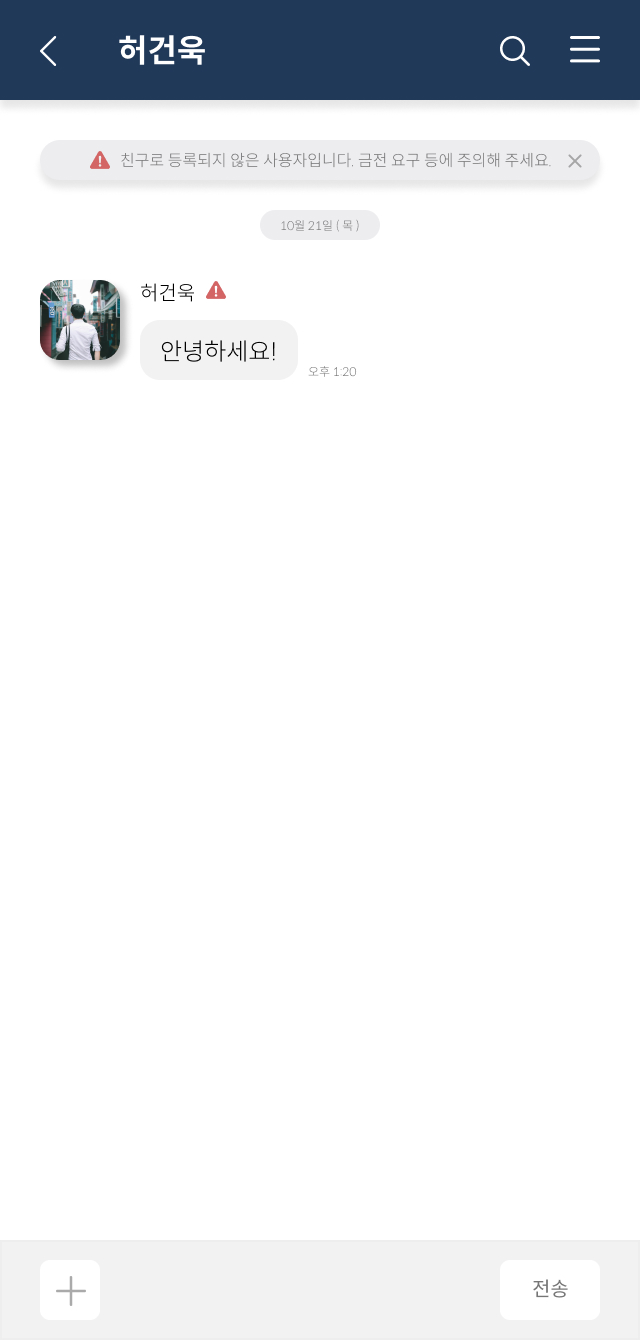 허건욱
친구로 등록되지 않은 사용자입니다. 금전 요구 등에 주의해 주세요.
10월 21일 ( 목 )
허건욱
안녕하세요!
오후 1:20
전송